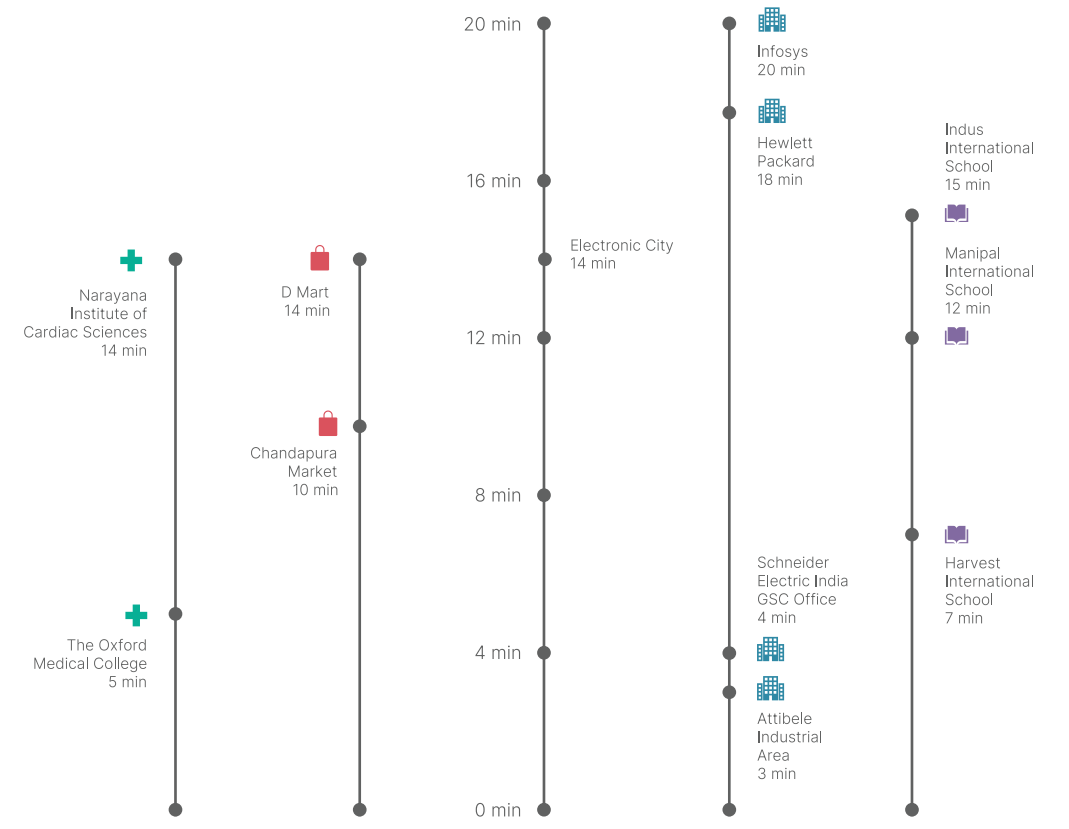 Narayana
Institute of
Cardiac Sciences
14 min
The Oxford
Medical College
5 min
D Mart
14 min
Chandapura
Market
10 min
20 min
16 min
Electronic City
14 min
12 min
8 min
4 min
0 min
Infosys
20 min
Hewlett
Packard
18 min
Schneider
Electric India
GSC Office
4 min
Attibele
Industrial
Area
3 min
Indus
International
School
15 min
Manipal
International
School
12 min
Harvest
International
School
7 min